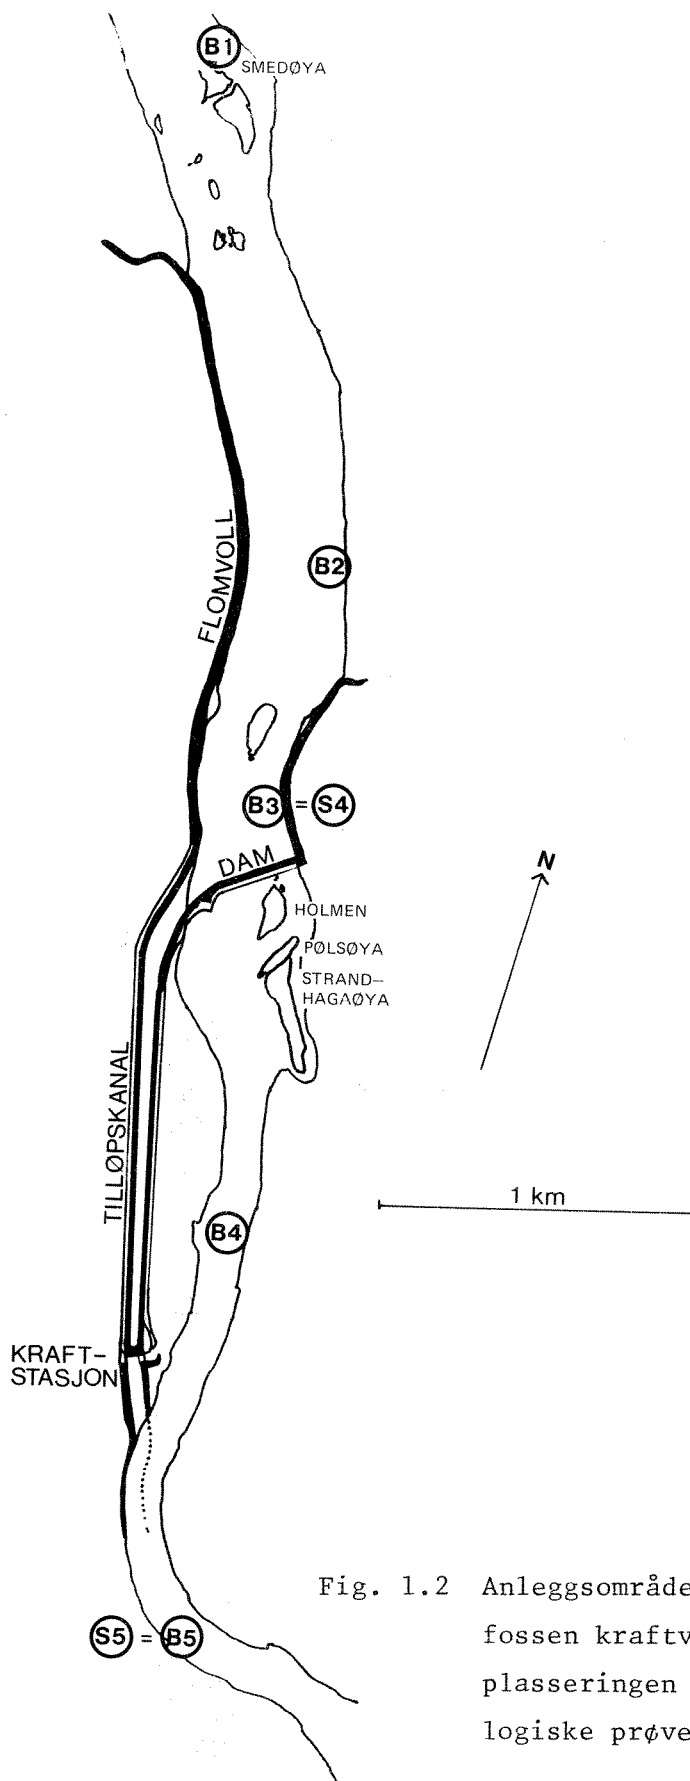 B1
SMEDØYA
FLOMVOLL
B2
B3 = S4
DAM
N
HOLMEN
PØLSØYA
STRAND-
HAGAØYA
TILLØPSKANAL
1 km
B4
KRAFT-
STASJON
Fig. 1.2 Anleggsområde
fossen kraftv
S5 = B5
plasseringen
logiske prøve